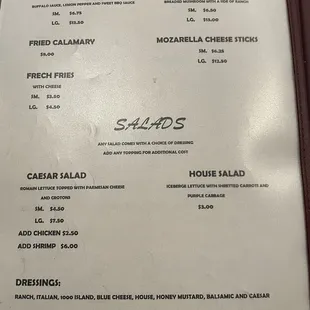 BUFFALO SAUCE, LEMON PEPPER AND SWEET BBQ SAUCE
SM. $6.75
LG. $12.50
BREADED MUSHROOM WITH A SIDE OF RANCH
SM. $6.50
LG. $12.00
FRIED CALAMARY
$9.00
MOZARELLA CHEESE STICKS
SM. $6.25
LG. $12.50
FRECH FRIES
WITH CHEESE
SM. $2.50
LG. $4.50
SALADS
ANY SALAD COMES WITH A CHOICE OF DRESSING
ADD ANY TOPPING FOR ADDITIONAL COST
CAESAR SALAD
ROMAIN LETTUCE TOPPED WITH PARMESAN CHEESE
AND CROTONS
SM. $4.50
LG. $7.50
ADD CHICKEN $2.50
ADD SHRIMP $6.00
HOUSE SALAD
ICEBERGE LETTUCE WITH SHRETTED CARROTS AND
PURPLE CABBAGE
$5.00
DRESSINGS:
RANCH, ITALIAN, 1000 ISLAND, BLUE CHEESE, HOUSE, HONEY MUSTARD, BALSAMIC AND CAESAR